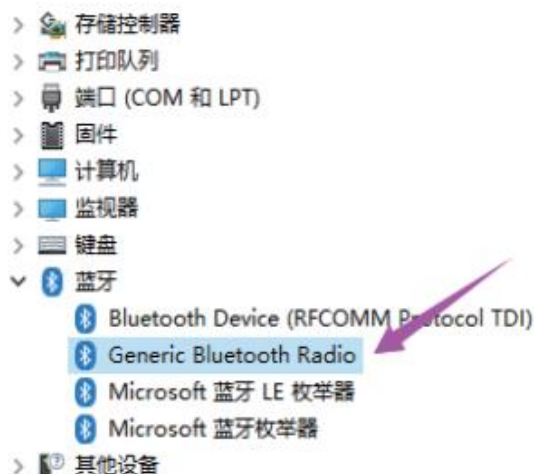 存储控制器
打印队列
端口 (COM 和 LPT)
固件
计算机
监视器
键盘
蓝牙
Bluetooth Device (RFCOMM Protocol TDI)
Generic Bluetooth Radio
Microsoft 蓝牙 LE 枚举器
Microsoft 蓝牙枚举器
其他设备